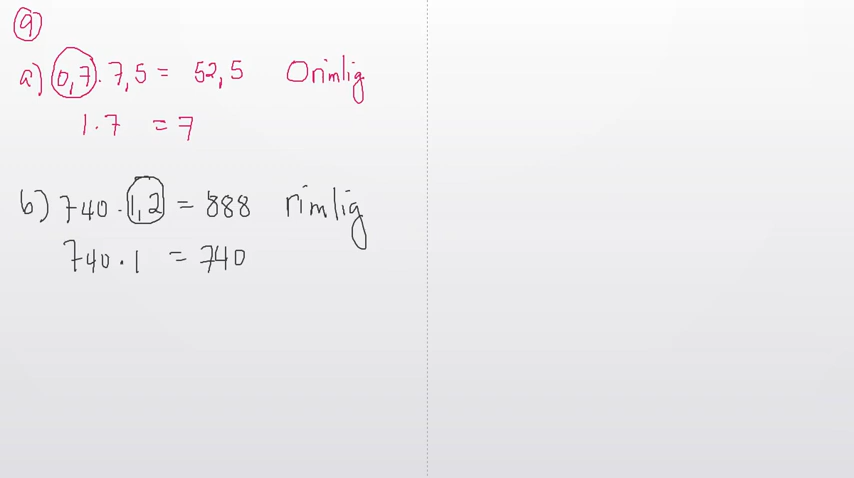 9
a) 0,7 · 7,5 = 52,5 Orimlig
1 · 7 = 7
b) 740 · 1,2 = 888 rimlig
740 · 1 = 740